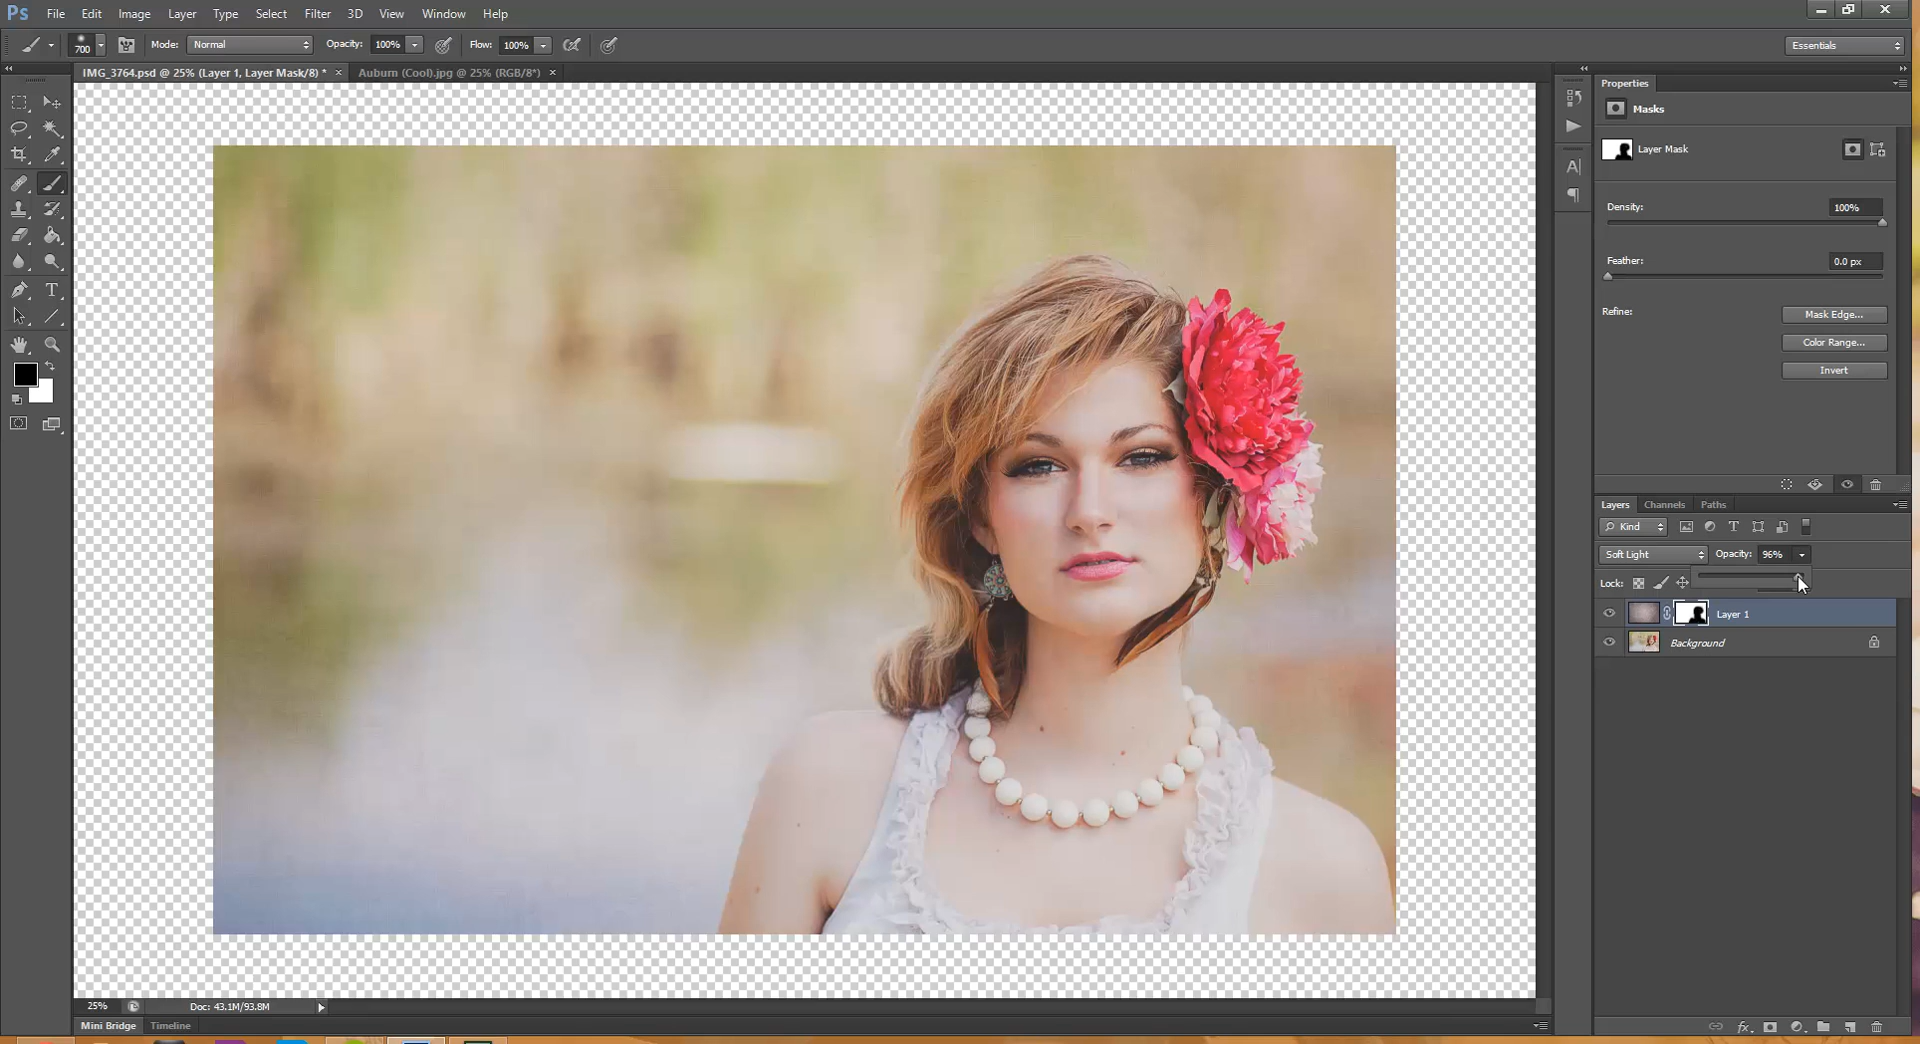 Ps File Edit Image Layer Type Select Filter 3D View Window Help
700 Mode: Normal Opacity: 100% Flow: 100% Essentials
IMG_3764.psd @ 25% (Layer 1, Layer Mask/8) * × Auburn (Cool).jpg @ 25% (RGB/8*) ×
Properties
Masks
Layer Mask
Density: 100%
Feather: 0.0 px
Refine:
Mask Edge...
Color Range...
Invert
Layers Channels Paths
Kind
Soft Light Opacity: 96%
Lock:
Layer 1
Background
25% Doc: 43.1M/93.8M
Mini Bridge Timeline